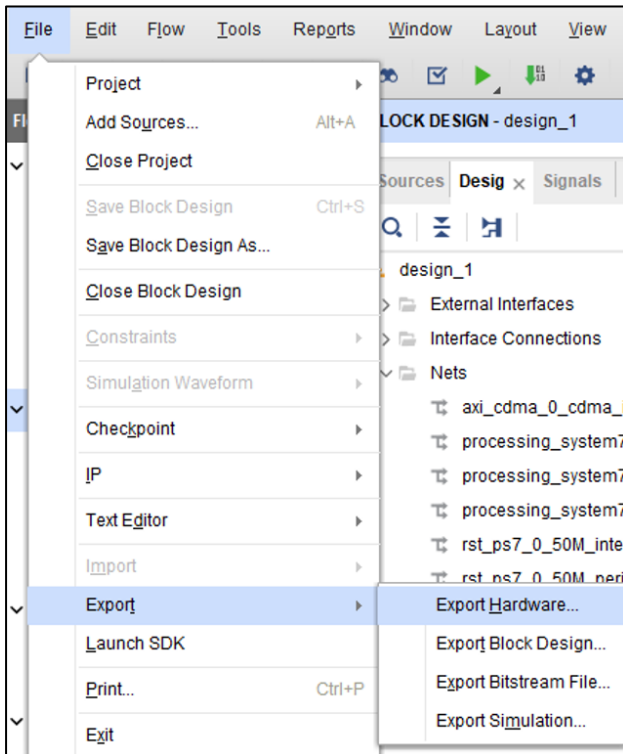 File Edit Flow Tools Reports Window Layout View
Project
Add Sources... Alt+A
LOCK DESIGN - design_1
Close Project
Sources Desig Signals
Save Block Design Ctrl+S
Save Block Design As...
design_1
Close Block Design
External Interfaces
Constraints
Interface Connections
Simulation Waveform
Nets
axi_cdma_0_cdma_
Checkpoint
processing_system7
IP
processing_system7
processing_system7
Text Editor
rst_ps7_0_50M_inte
Import
rst_ps7_0_50M_peri
Export
Export Hardware...
Launch SDK
Export Block Design...
Print... Ctrl+P
Export Bitstream File...
Exit
Export Simulation...